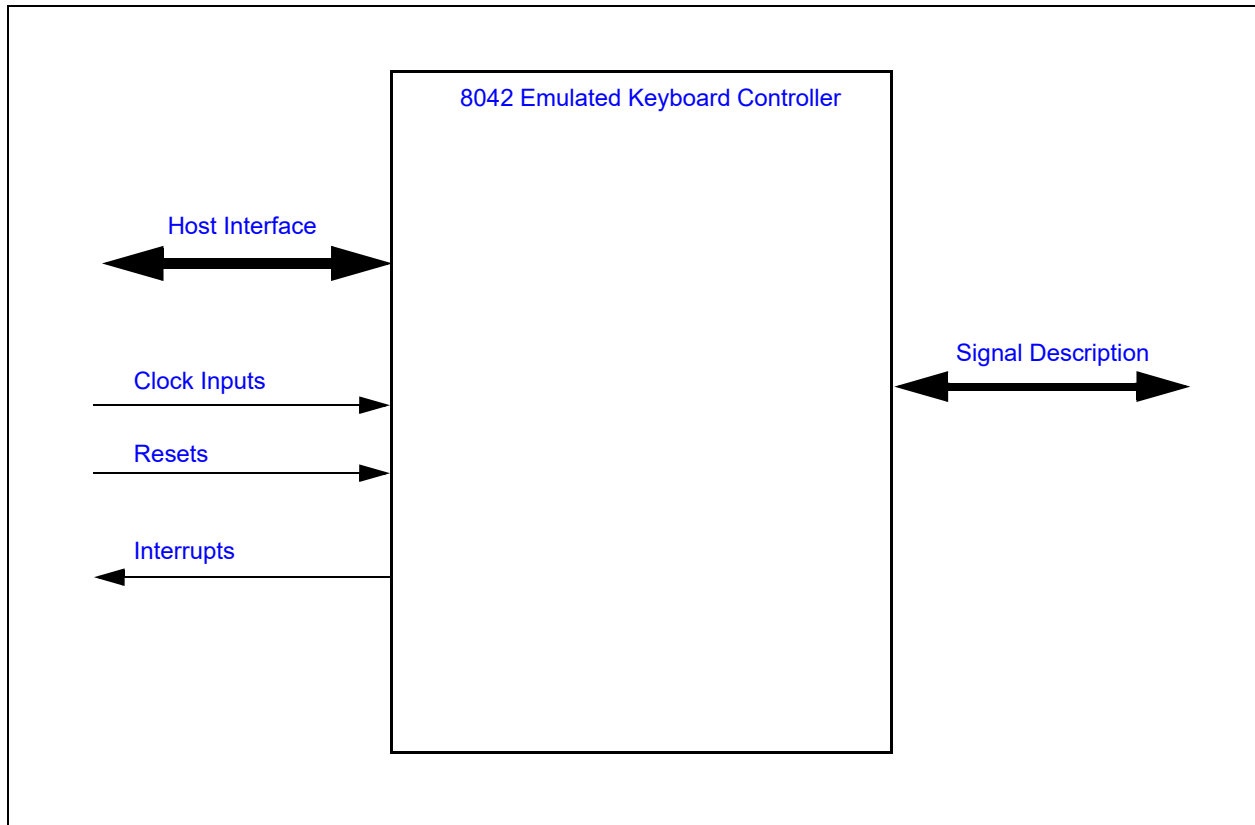 8042 Emulated Keyboard Controller
Host Interface
Signal Description
Clock Inputs
Resets
Interrupts